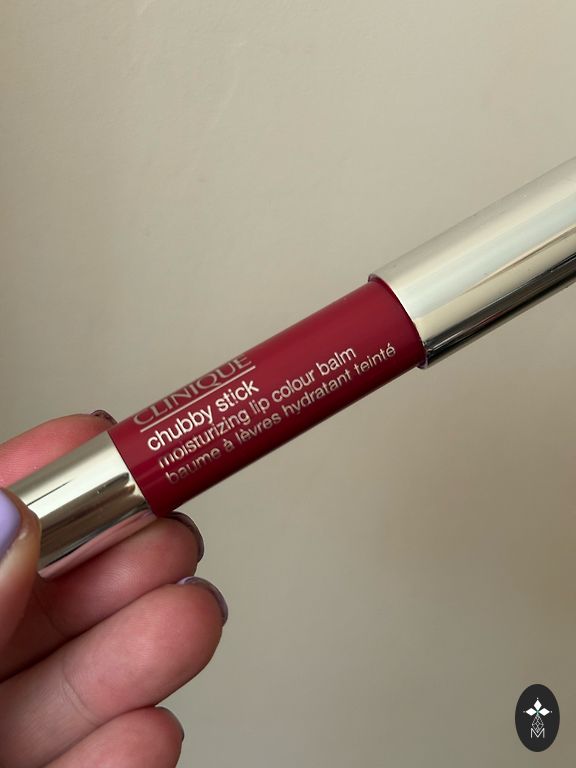 CLINIQUE
chubby stick
moisturizing lip colour balm
baume à lèvres hydratant teinté
M